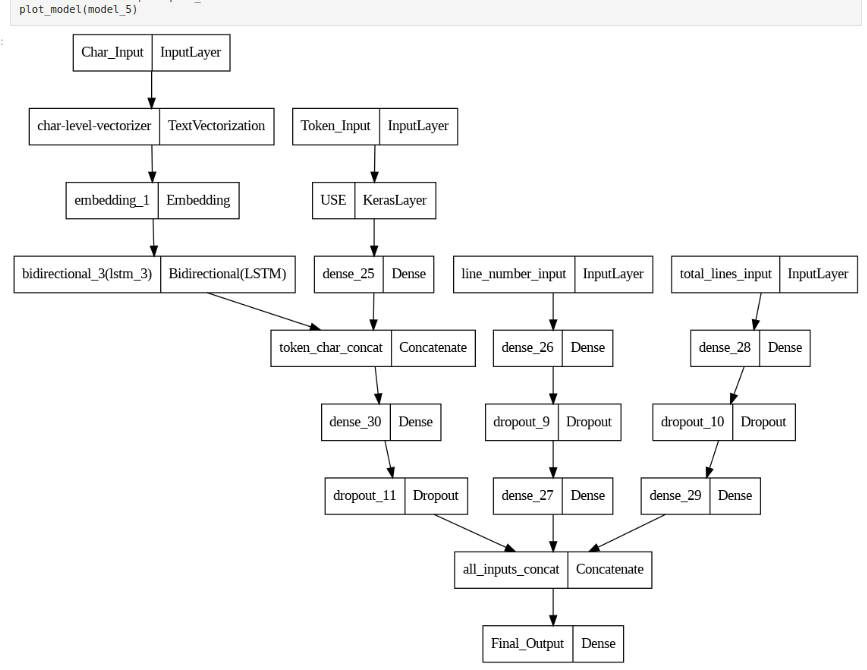 plot_model(model_5)
Char_Input InputLayer
char-level-vectorizer TextVectorization Token_Input InputLayer
embedding_1 Embedding USE KerasLayer
bidirectional_3(lstm_3) Bidirectional(LSTM) dense_25 Dense line_number_input InputLayer total_lines_input InputLayer
token_char_concat Concatenate dense_26 Dense dense_28 Dense
dense_30 Dense dropout_9 Dropout dropout_10 Dropout
dropout_11 Dropout dense_27 Dense dense_29 Dense
all_inputs_concat Concatenate
Final_Output Dense